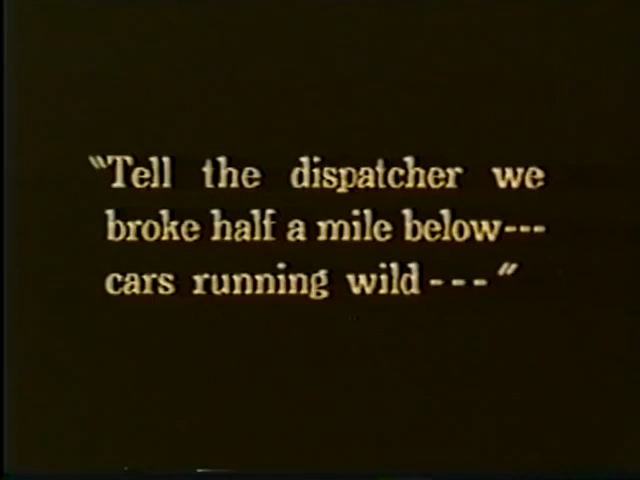 "Tell the dispatcher we
broke half a mile below---
cars running wild---"